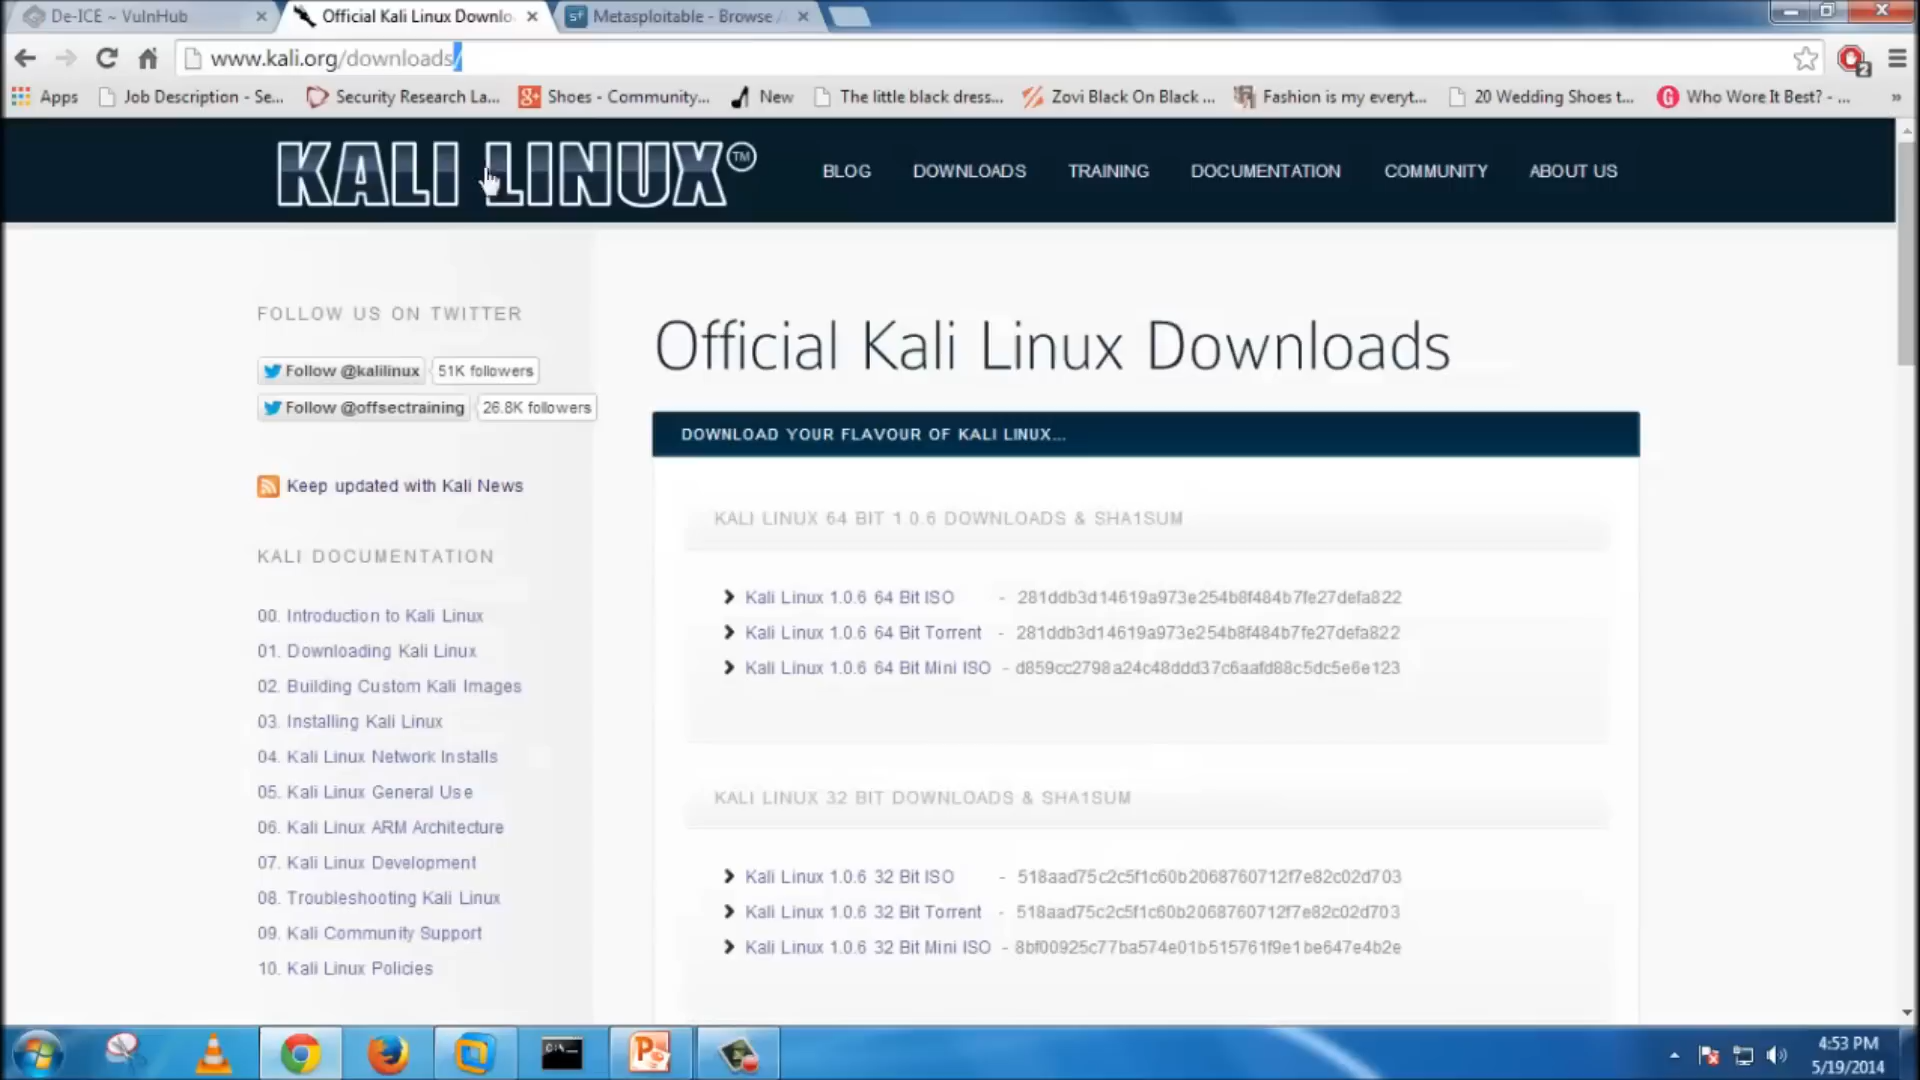 De-ICE ~ VulnHub
Official Kali Linux Downlo
Metasploitable - Browse /
www.kali.org/downloads/
2
Apps
Job Description - Se...
Security Research La...
Shoes - Community...
New
The little black dress...
Zovi Black On Black ...
Fashion is my everyt...
20 Wedding Shoes t...
Who Wore It Best? - ...
»
KALI LINUX TM
BLOG
DOWNLOADS
TRAINING
DOCUMENTATION
COMMUNITY
ABOUT US
FOLLOW US ON TWITTER
Follow @kalilinux
51K followers
Follow @offsectraining
26.8K followers
Keep updated with Kali News
KALI DOCUMENTATION
00. Introduction to Kali Linux
01. Downloading Kali Linux
02. Building Custom Kali Images
03. Installing Kali Linux
04. Kali Linux Network Installs
05. Kali Linux General Use
06. Kali Linux ARM Architecture
07. Kali Linux Development
08. Troubleshooting Kali Linux
09. Kali Community Support
10. Kali Linux Policies
Official Kali Linux Downloads
DOWNLOAD YOUR FLAVOUR OF KALI LINUX...
KALI LINUX 64 BIT 1.0.6 DOWNLOADS & SHA1SUM
Kali Linux 1.0.6 64 Bit ISO - 281ddb3d14619a973e254b8f484b7fe27defa822
Kali Linux 1.0.6 64 Bit Torrent - 281ddb3d14619a973e254b8f484b7fe27defa822
Kali Linux 1.0.6 64 Bit Mini ISO - d859cc2798a24c48ddd37c6aafd88c5dc5e6e123
KALI LINUX 32 BIT DOWNLOADS & SHA1SUM
Kali Linux 1.0.6 32 Bit ISO - 518aad75c2c5f1c60b2068760712f7e82c02d703
Kali Linux 1.0.6 32 Bit Torrent - 518aad75c2c5f1c60b2068760712f7e82c02d703
Kali Linux 1.0.6 32 Bit Mini ISO - 8bf00925c77ba574e01b515761f9e1be647e4b2e
4:53 PM
5/19/2014